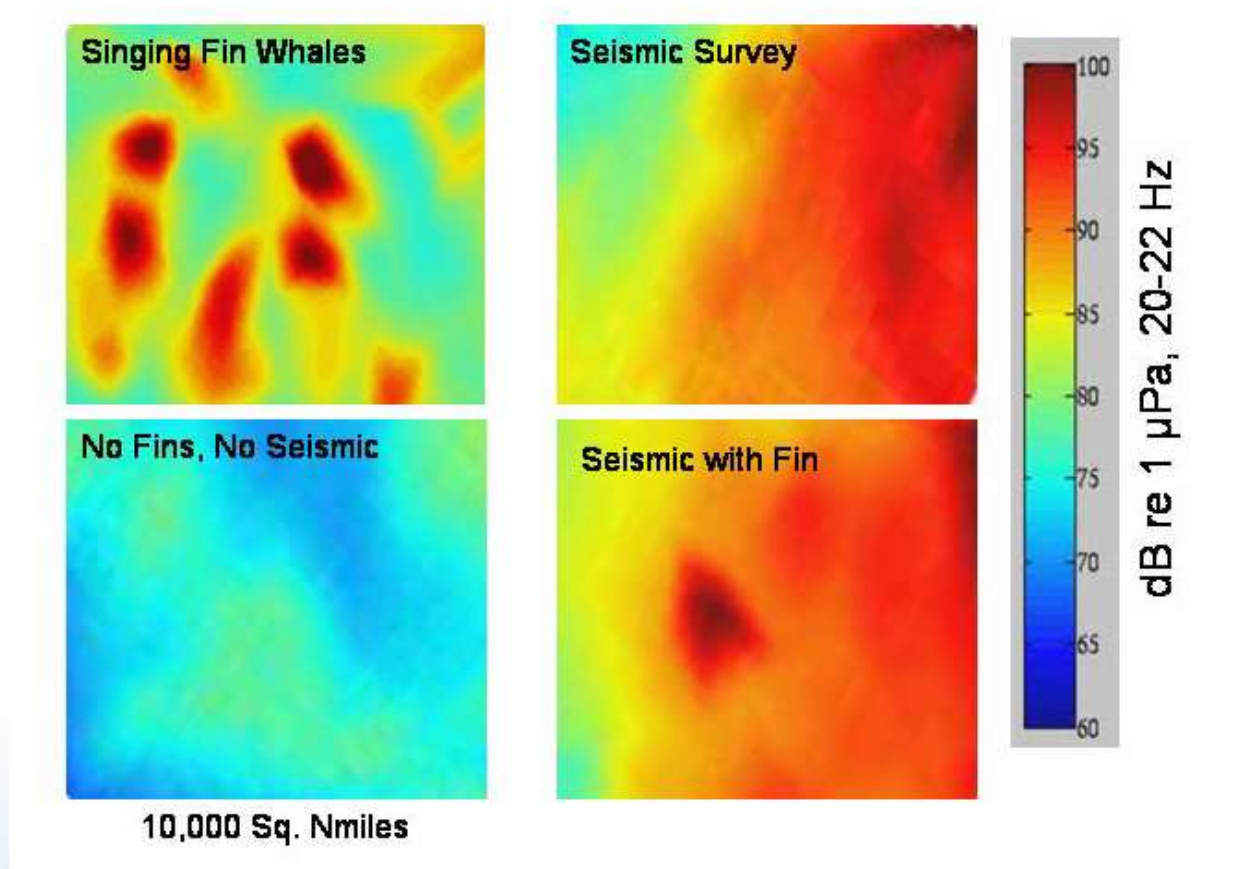 Singing Fin Whales
Seismic Survey
No Fins, No Seismic
Seismic with Fin
10,000 Sq. Nmiles
100
95
90
85
80
75
70
65
60
dB re 1 µPa, 20-22 Hz